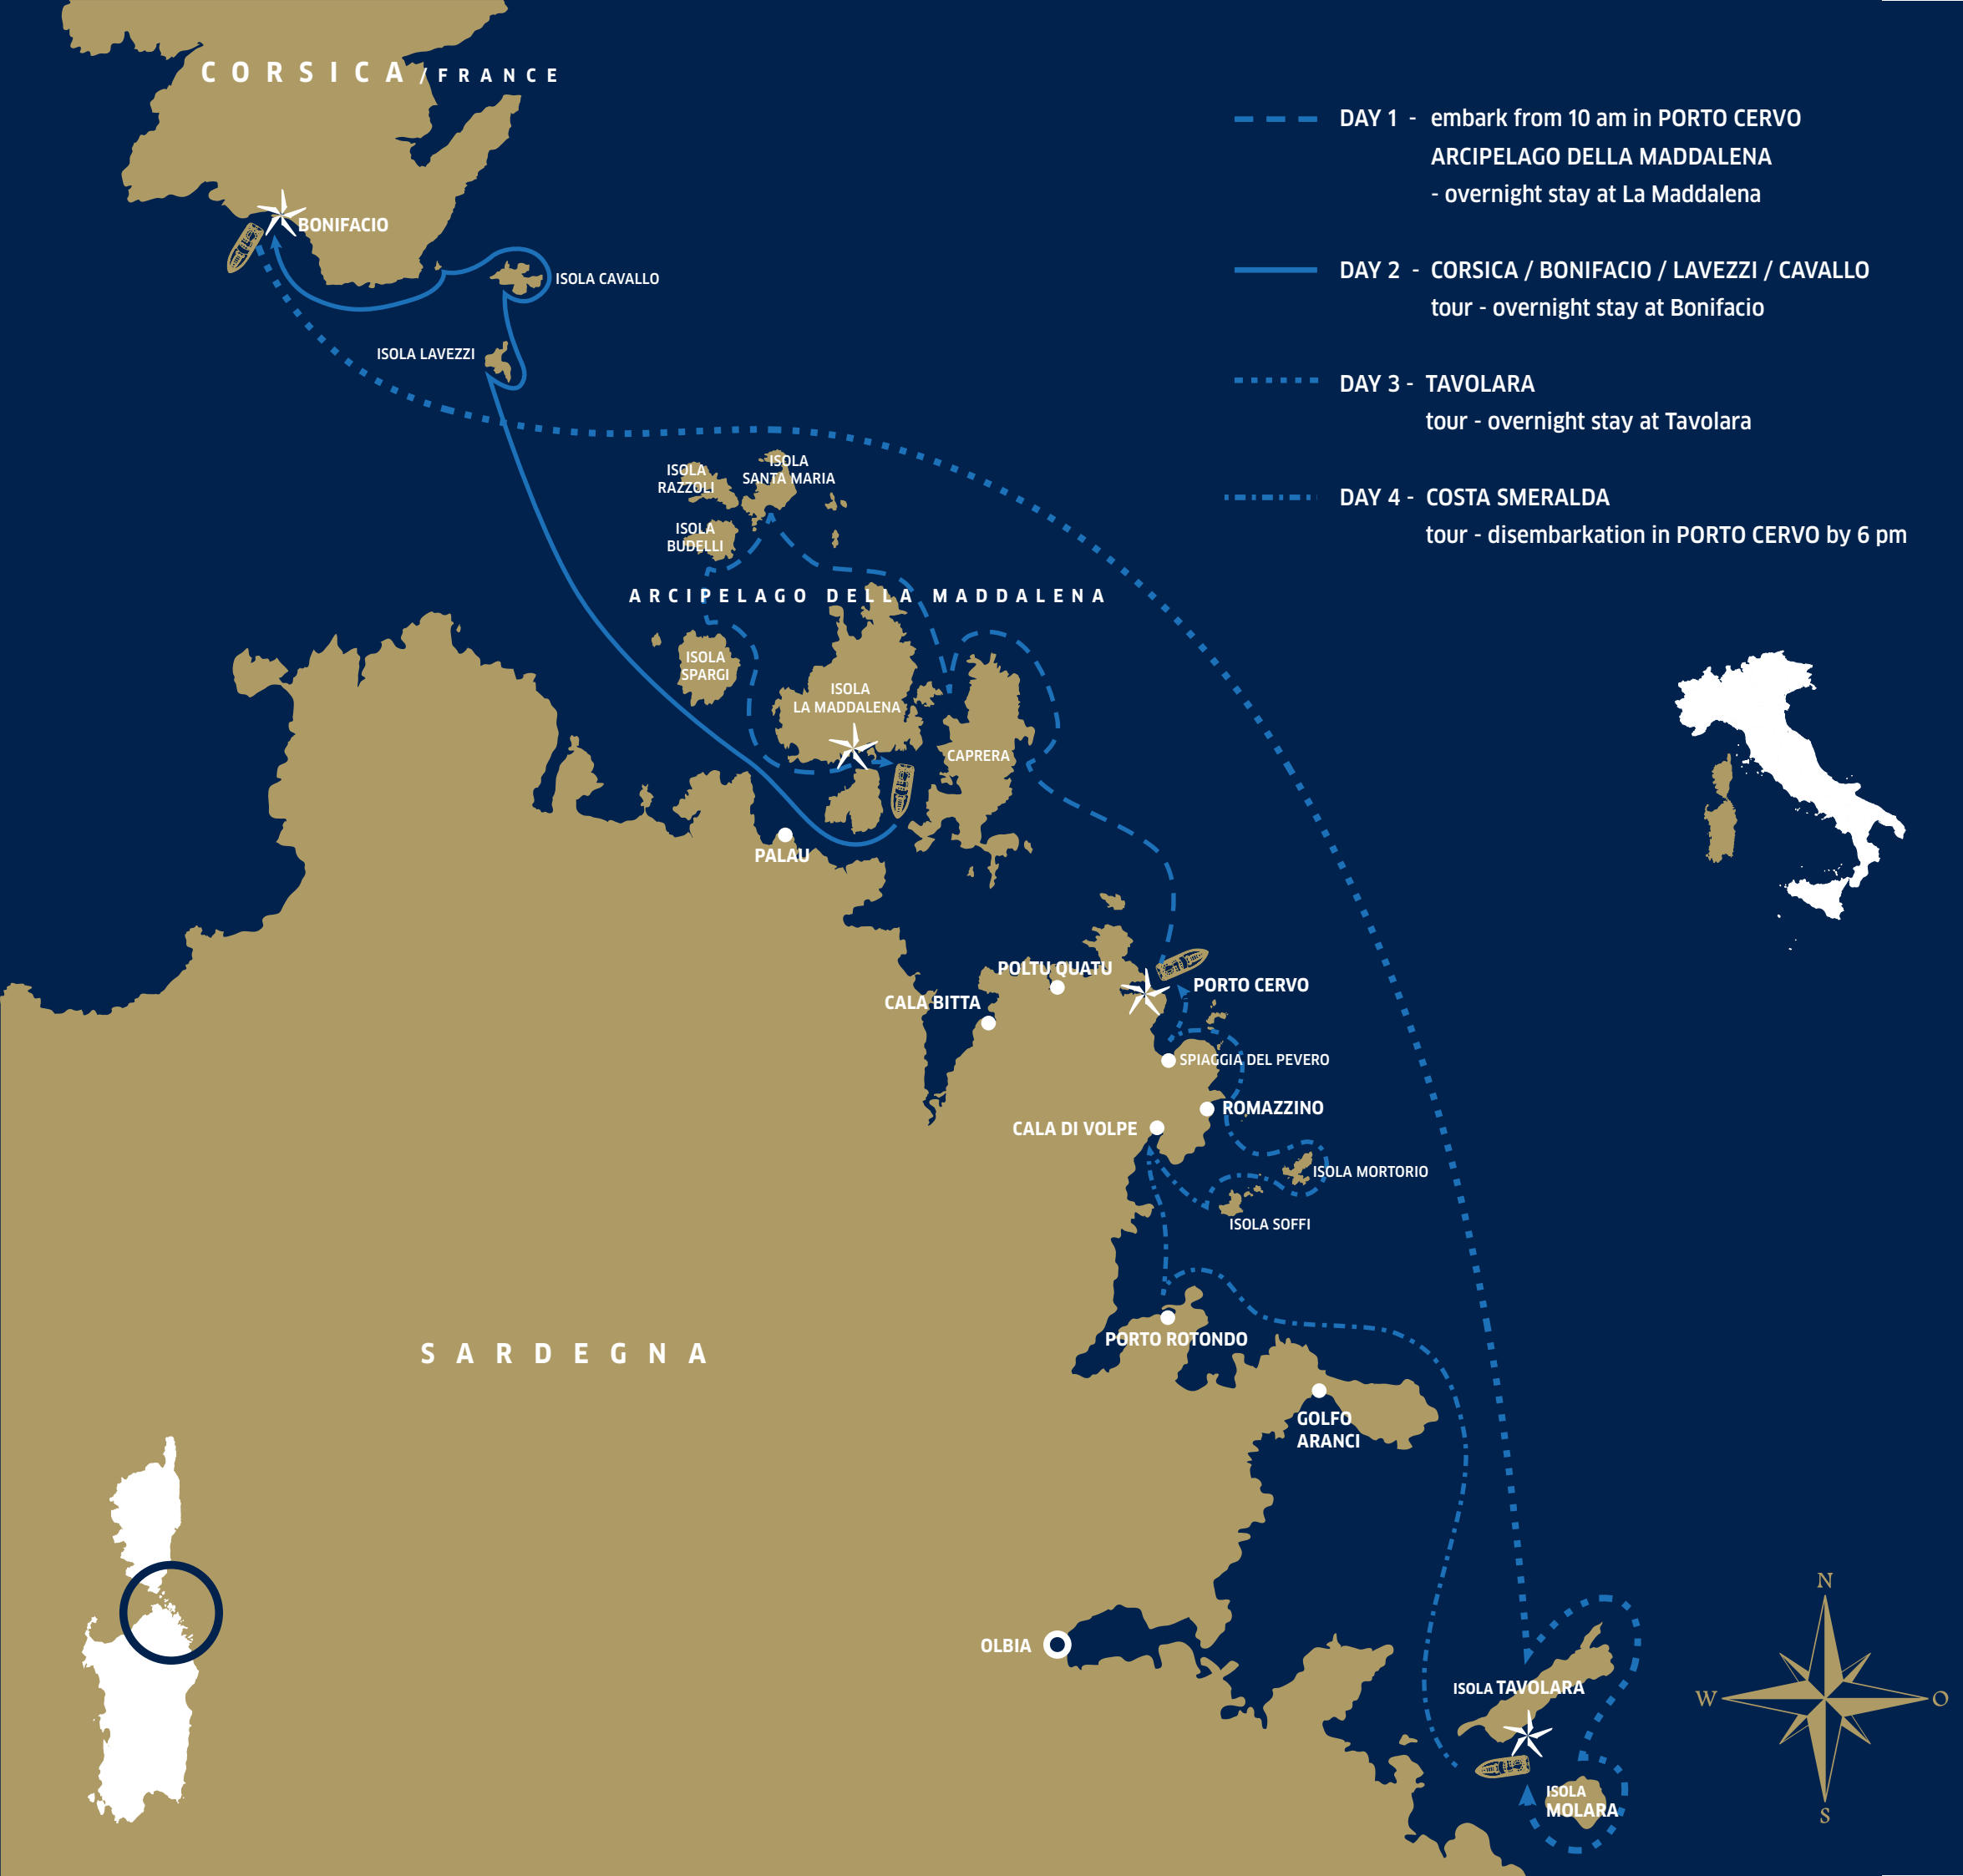 CORSICA / FRANCE
BONIFACIO
ISOLA CAVALLO
ISOLA LAVEZZI
DAY 1 - embark from 10 am in PORTO CERVO
ARCIPELAGO DELLA MADDALENA
- overnight stay at La Maddalena
DAY 2 - CORSICA / BONIFACIO / LAVEZZI / CAVALLO
tour - overnight stay at Bonifacio
DAY 3 - TAVOLARA
tour - overnight stay at Tavolara
DAY 4 - COSTA SMERALDA
tour - disembarkation in PORTO CERVO by 6 pm
ISOLA
RAZZOLI
ISOLA
SANTA MARIA
ISOLA
BUDELLI
ARCIPELAGO DELLA MADDALENA
ISOLA
SPARGI
ISOLA
LA MADDALENA
CAPRERA
PALAU
POLTU QUATU
CALA BITTA
PORTO CERVO
SPIAGGIA DEL PEVERO
ROMAZZINO
CALA DI VOLPE
ISOLA MORTORIO
ISOLA SOFFI
PORTO ROTONDO
SARDEGNA
GOLFO
ARANCI
OLBIA
ISOLA TAVOLARA
ISOLA
MOLARA
N
W
O
S